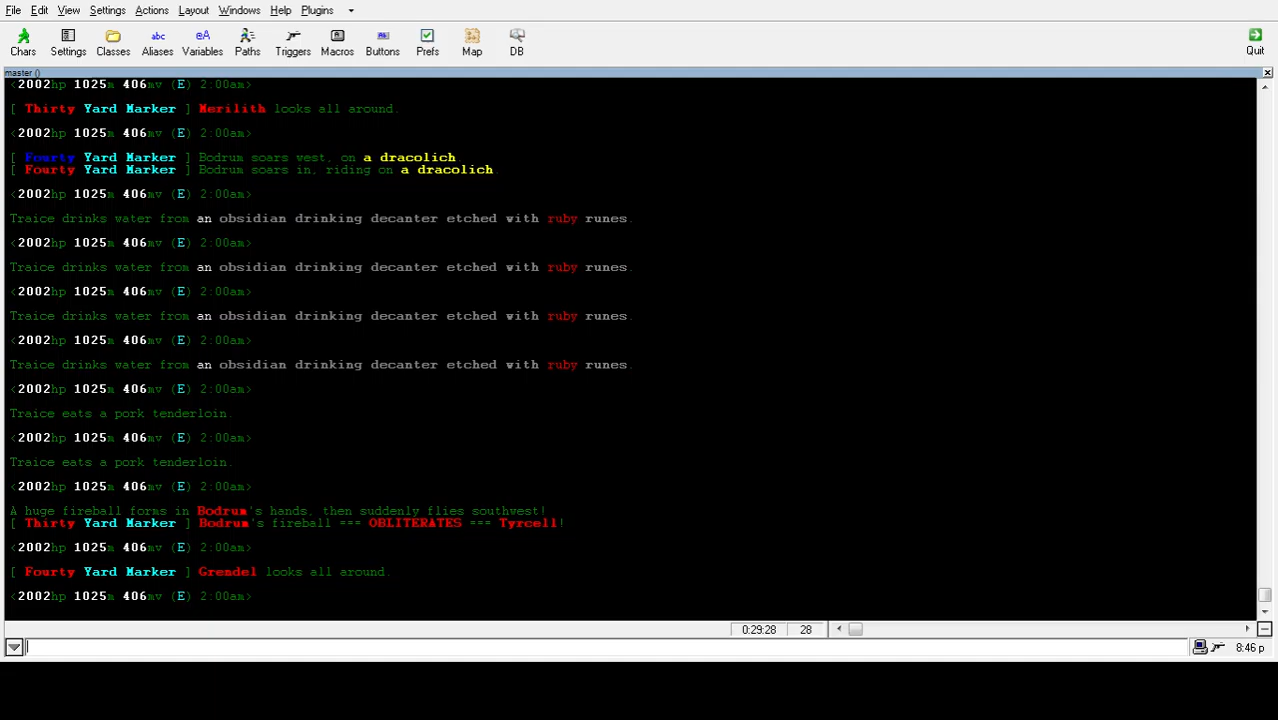 File Edit View Settings Actions Layout Windows Help Plugins
Chars Settings Classes Aliases Variables Paths Triggers Macros Buttons Prefs Map DB Quit
master ()
<2002hp 1025m 406mv (E) 2:00am>
[ Thirty Yard Marker ] Merilith looks all around.
<2002hp 1025m 406mv (E) 2:00am>
[ Fourty Yard Marker ] Bodrum soars west, on a dracolich.
[ Fourty Yard Marker ] Bodrum soars in, riding on a dracolich.
<2002hp 1025m 406mv (E) 2:00am>
Traice drinks water from an obsidian drinking decanter etched with ruby runes.
<2002hp 1025m 406mv (E) 2:00am>
Traice drinks water from an obsidian drinking decanter etched with ruby runes.
<2002hp 1025m 406mv (E) 2:00am>
Traice drinks water from an obsidian drinking decanter etched with ruby runes.
<2002hp 1025m 406mv (E) 2:00am>
Traice drinks water from an obsidian drinking decanter etched with ruby runes.
<2002hp 1025m 406mv (E) 2:00am>
Traice eats a pork tenderloin.
<2002hp 1025m 406mv (E) 2:00am>
Traice eats a pork tenderloin.
<2002hp 1025m 406mv (E) 2:00am>
A huge fireball forms in Bodrum's hands, then suddenly flies southwest!
[ Thirty Yard Marker ] Bodrum's fireball === OBLITERATES === Tyrcell!
<2002hp 1025m 406mv (E) 2:00am>
[ Fourty Yard Marker ] Grendel looks all around.
<2002hp 1025m 406mv (E) 2:00am>
0:29:28 28
8:46 p